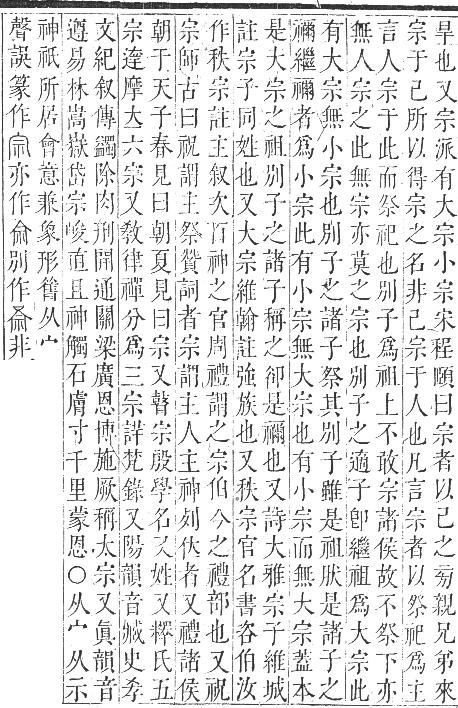 旱也又宗派有大宗小宗宋程頤曰宗者以己之旁親兄弟來
宗于己所以得宗之名非己宗于人也凡言宗者以祭祀爲主
言人宗于此而祭祀也別子爲祖上不敢宗諸侯故不祭下亦
無人宗之此無宗亦莫之宗也別子之適子卽繼祖爲大宗此
有大宗無小宗也別子之諸子祭其別子雖是祖然是諸子之
禰繼禰者爲小宗此有小宗無大宗也有小宗而無大宗蓋本
是大宗之祖別子之諸子稱之卻是禰也又詩大雅宗子維城
註宗子同姓也又大宗維翰註強族也又秩宗官名書咨伯汝
作秩宗註主叙次百神之官周禮謂之宗伯今之禮部也又祝
宗師古曰祝謂主祭贊詞者宗謂主人主神列位者又禮諸侯
朝于天子春見曰朝夏見曰宗又瞽宗殷學名又姓又釋氏五
宗達摩大六宗又敎律禪分爲三宗詳梵錄又陽韻音臧史孝
文紀叙傳蠲除肉刑開通關梁廣恩博施厥稱太宗又眞韻音
遵易林嵩嶽岱宗峻直且神觸石膚寸千里蒙恩○从宀从示
神祇所居會意兼象形舊从宀
聲誤篆作宗亦作別作非